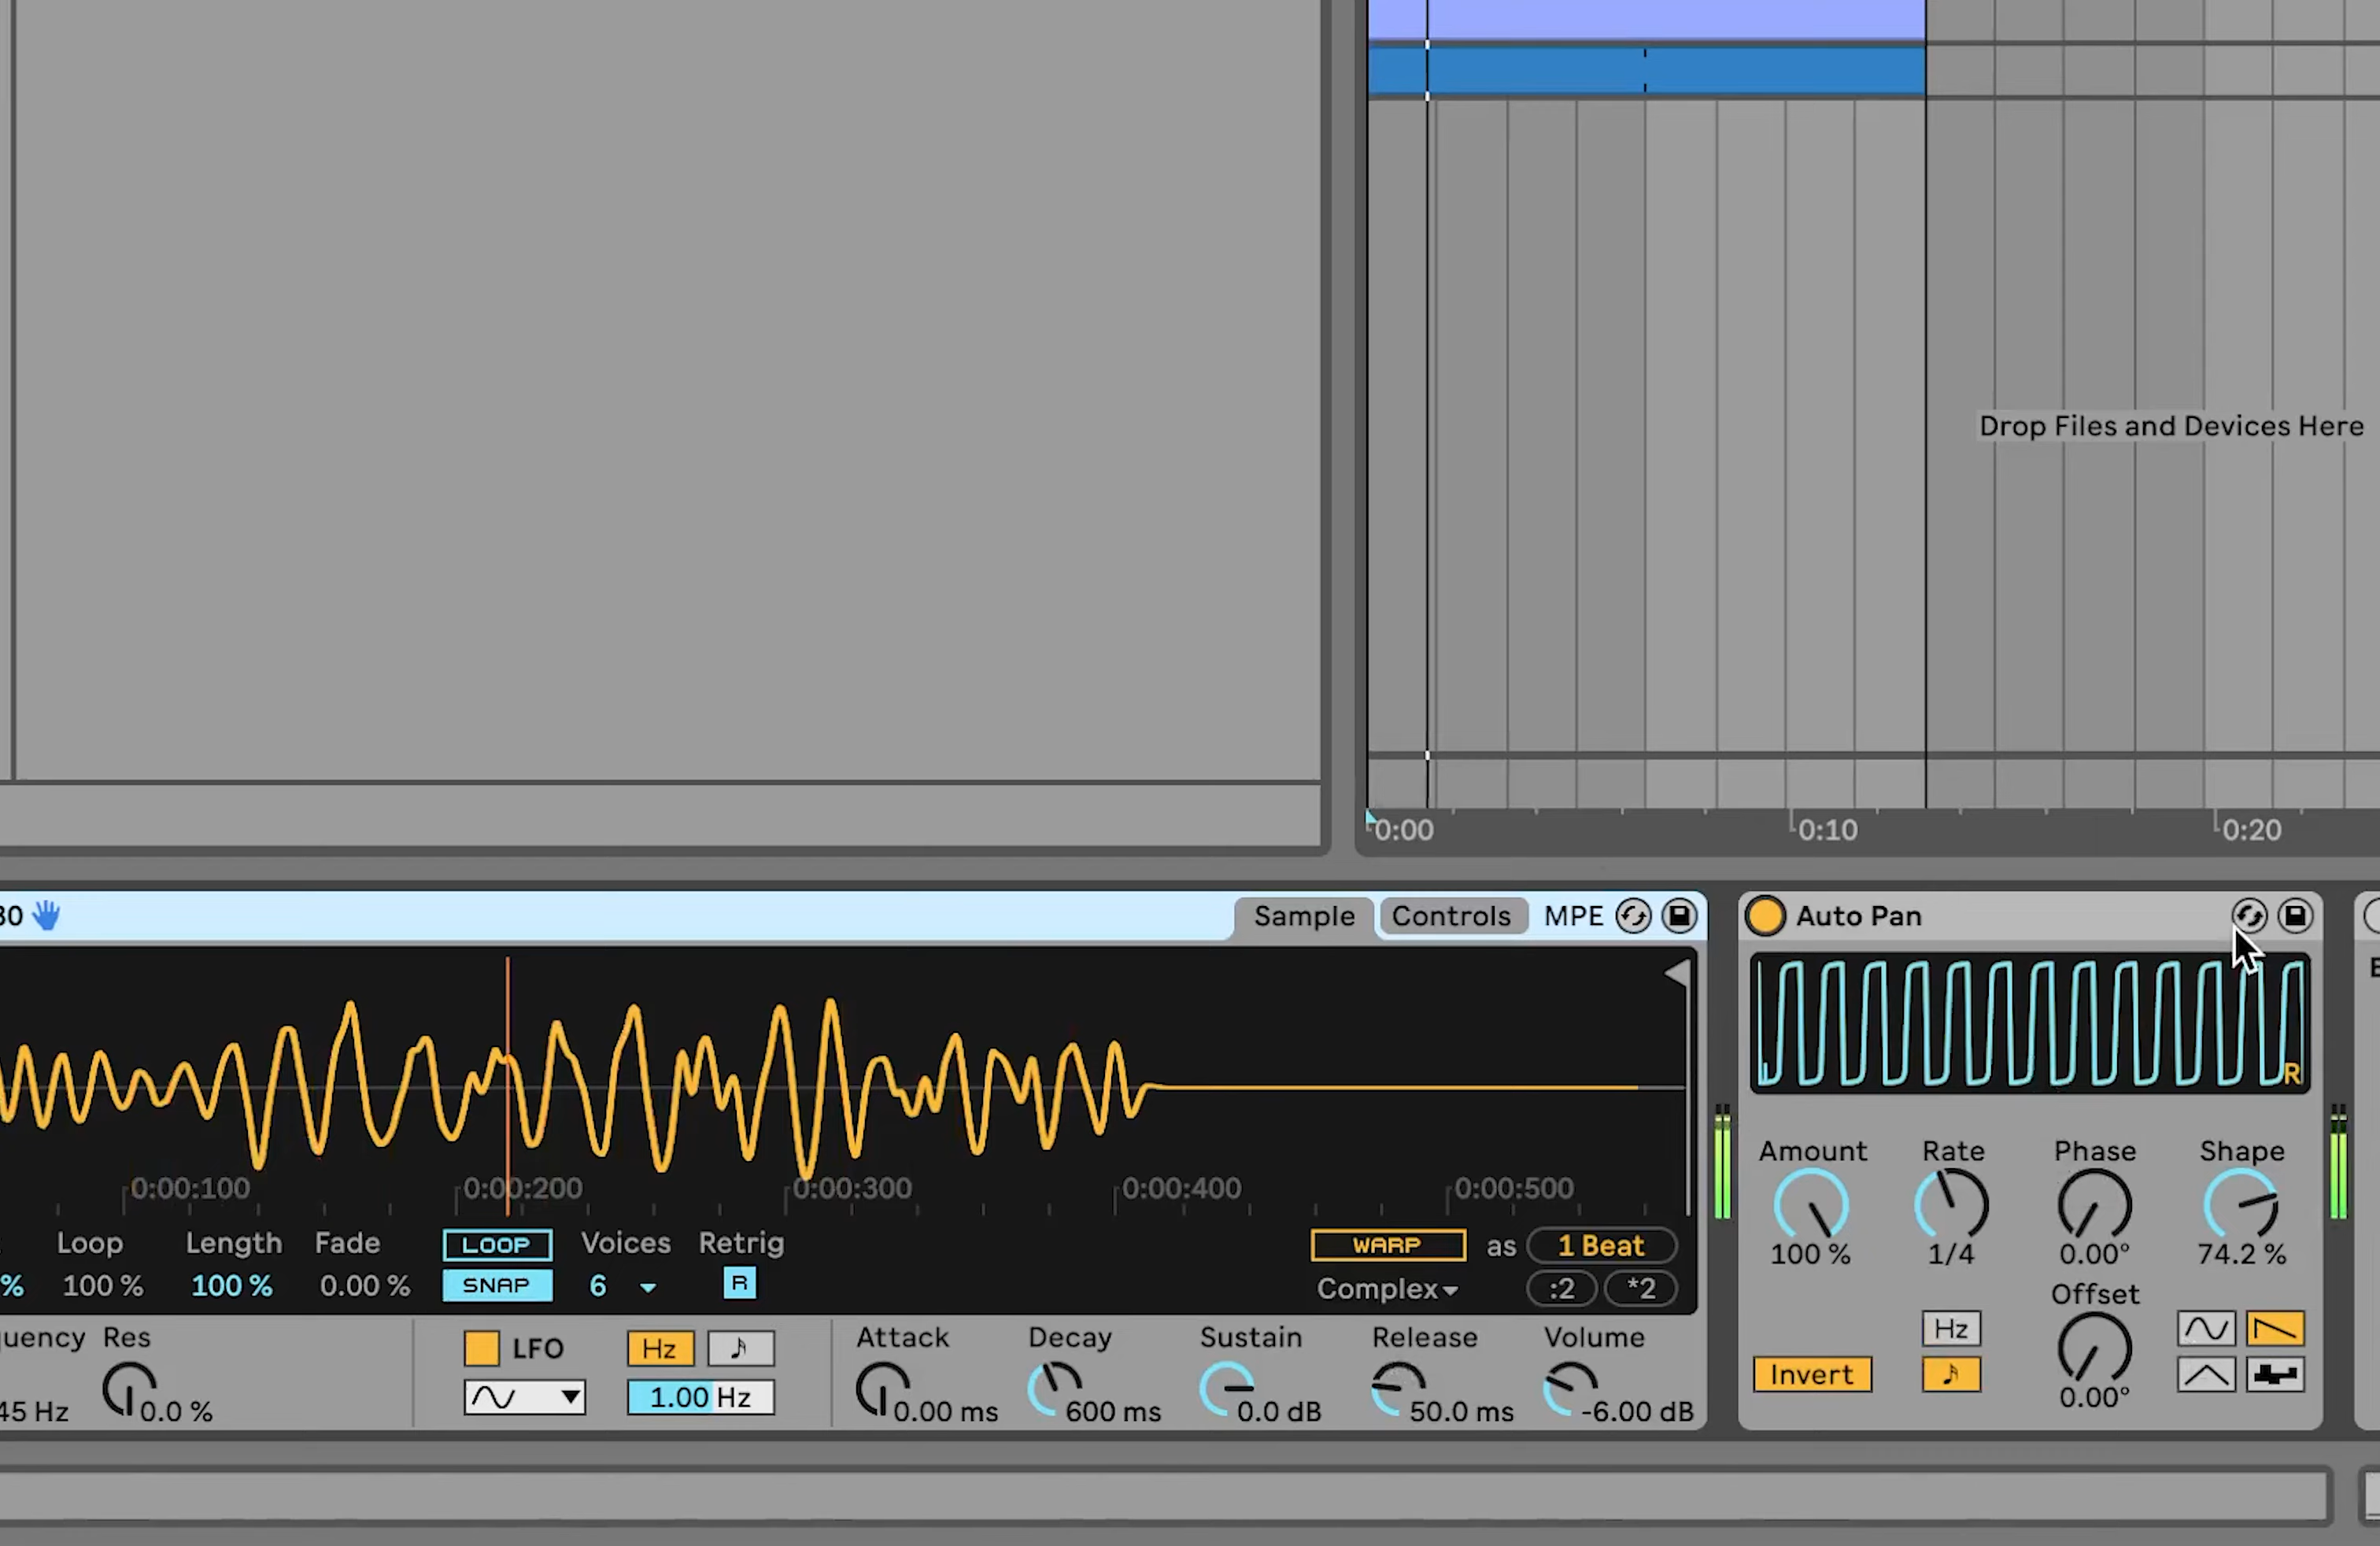 Drop Files and Devices Here
0:00
0:10
0:20
30
Sample
Controls
MPE
Auto Pan
R
0:00:100
0:00:200
0:00:300
0:00:400
0:00:500
Loop
Length
Fade
LOOP
Voices
Retrig
WARP
as
1 Beat
%
100 %
100 %
0.00 %
SNAP
6
R
Complex
:2
*2
Amount
Rate
Phase
Shape
100 %
1/4
0.00°
74.2 %
Offset
Hz
Invert
0.00°
quency
Res
LFO
Hz
Attack
Decay
Sustain
Release
Volume
45 Hz
0.0 %
1.00 Hz
0.00 ms
600 ms
0.0 dB
50.0 ms
-6.00 dB